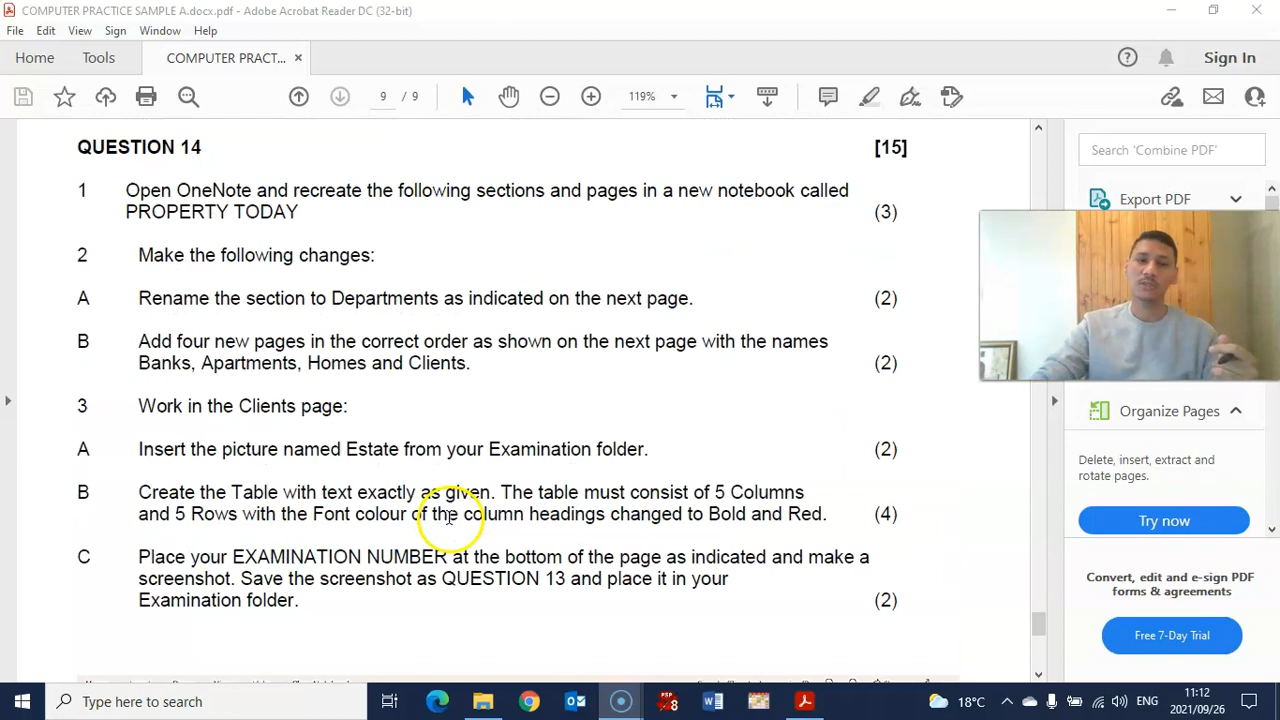 COMPUTER PRACTICE SAMPLE A.docx.pdf - Adobe Acrobat Reader DC (32-bit)
File Edit View Sign Window Help
Home Tools COMPUTER PRACT... × Sign In
9 / 9 119%
QUESTION 14 [15]
1 Open OneNote and recreate the following sections and pages in a new notebook called
PROPERTY TODAY (3)
2 Make the following changes:
A Rename the section to Departments as indicated on the next page. (2)
B Add four new pages in the correct order as shown on the next page with the names
Banks, Apartments, Homes and Clients. (2)
3 Work in the Clients page:
A Insert the picture named Estate from your Examination folder. (2)
B Create the Table with text exactly as given. The table must consist of 5 Columns
and 5 Rows with the Font colour of the column headings changed to Bold and Red. (4)
C Place your EXAMINATION NUMBER at the bottom of the page as indicated and make a
screenshot. Save the screenshot as QUESTION 13 and place it in your
Examination folder. (2)
Search 'Combine PDF'
Export PDF
Organize Pages
Delete, insert, extract and
rotate pages.
Try now
Convert, edit and e-sign PDF
forms & agreements
Free 7-Day Trial
Type here to search
18°C ENG 11:12
2021/09/26